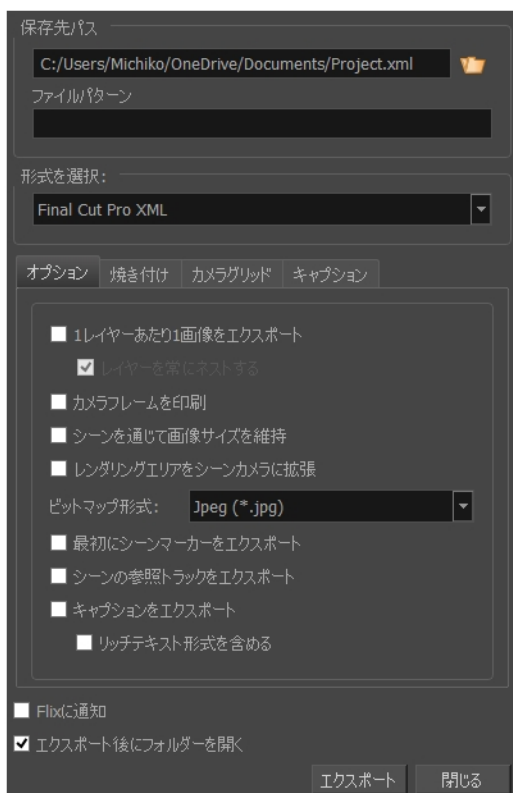 保存先パス
C:/Users/Michiko/OneDrive/Documents/Project.xml
ファイルパターン
形式を選択:
Final Cut Pro XML
オプション 焼き付け カメラグリッド キャプション
1レイヤーあたり1画像をエクスポート
レイヤーを常にネストする
カメラフレームを印刷
シーンを通じて画像サイズを維持
レンダリングエリアをシーンカメラに拡張
ビットマップ形式: Jpeg (*.jpg)
最初にシーンマーカーをエクスポート
シーンの参照トラックをエクスポート
キャプションをエクスポート
リッチテキスト形式を含める
Flixに通知
エクスポート後にフォルダーを開く
エクスポート 閉じる